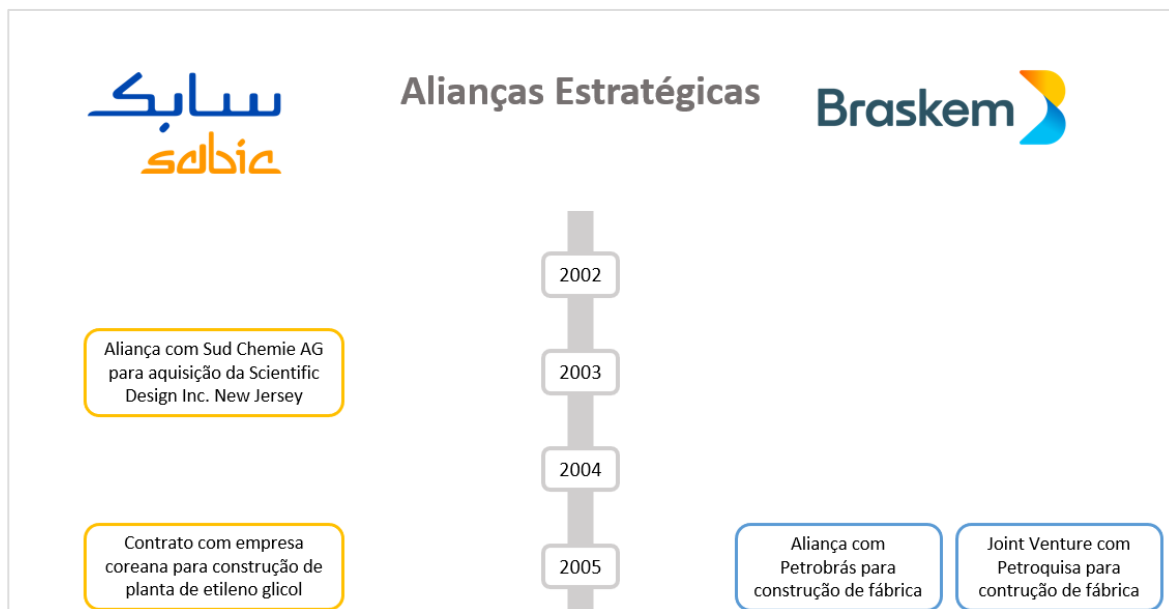 سابك
sabic
Alianças Estratégicas
Braskem
2002
Aliança com Sud Chemie AG
para aquisição da Scientific
Design Inc. New Jersey
2003
2004
Contrato com empresa
coreana para construção de
planta de etileno glicol
2005
Aliança com
Petrobrás para
construção de fábrica
Joint Venture com
Petroquisa para
contrução de fábrica